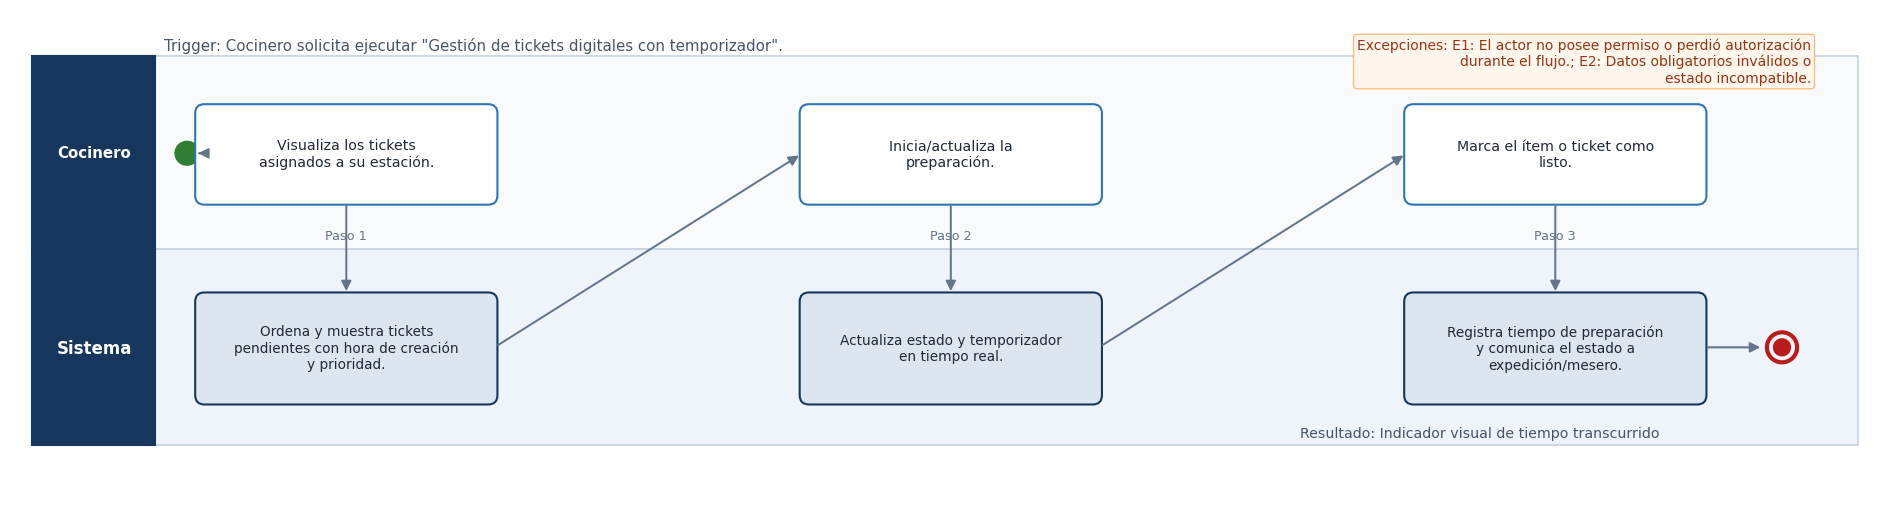 Trigger: Cocinero solicita ejecutar "Gestión de tickets digitales con temporizador".
Excepciones: E1: El actor no posee permiso o perdió autorización
durante el flujo.; E2: Datos obligatorios inválidos o
estado incompatible.
Cocinero
Visualiza los tickets
asignados a su estación.
Inicia/actualiza la
preparación.
Marca el ítem o ticket como
listo.
Paso 1
Paso 2
Paso 3
Sistema
Ordena y muestra tickets
pendientes con hora de creación
y prioridad.
Actualiza estado y temporizador
en tiempo real.
Registra tiempo de preparación
y comunica el estado a
expedición/mesero.
Resultado: Indicador visual de tiempo transcurrido